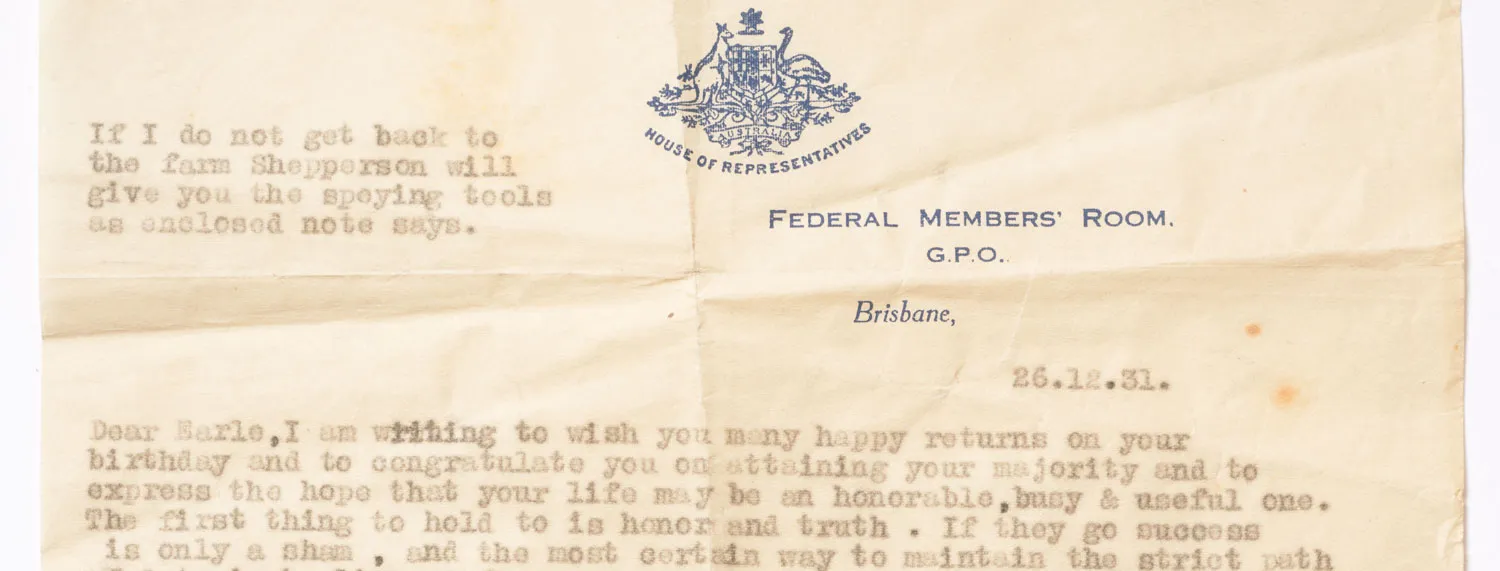 AUSTRALIA
HOUSE OF REPRESENTATIVES
If I do not get back to
the farm Shepperson will
give you the speying tools
as enclosed note says.
FEDERAL MEMBERS' ROOM.
G.P.O.
Brisbane,
26.12.31.
Dear Earle,I am writing to wish you many happy returns on your
birthday and to congratulate you on attaining your majority and to
express the hope that your life may be an honorable,busy & useful one.
The first thing to hold to is honor and truth . If they go success
is only a sham , and the most certain way to maintain the strict path